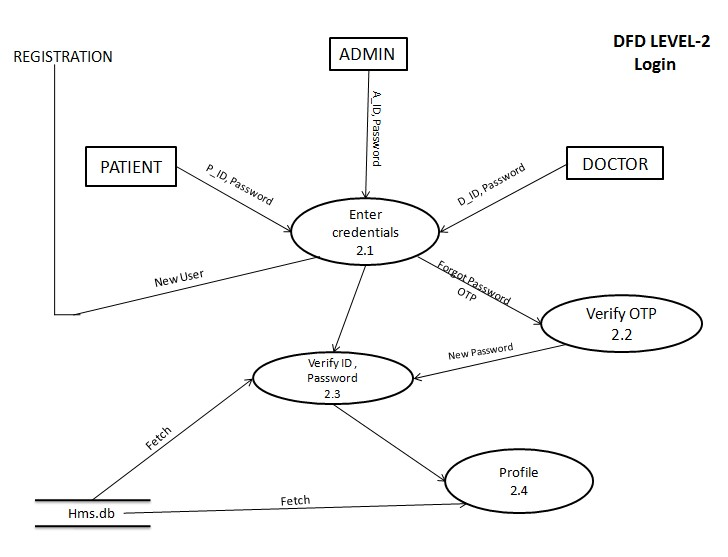 DFD LEVEL-2
Login
REGISTRATION
ADMIN
A_ID, Password
PATIENT
P_ID, Password
DOCTOR
D_ID, Password
Enter
credentials
2.1
New User
Forgot Password
OTP
Verify OTP
2.2
New Password
Verify ID ,
Password
2.3
Fetch
Profile
2.4
Fetch
Hms.db